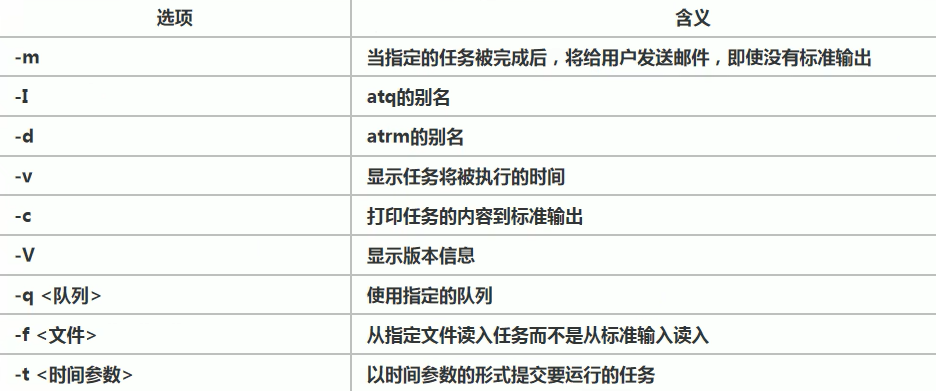 选项 含义
-m 当指定的任务被完成后，将给用户发送邮件，即使没有标准输出
-I atq的别名
-d atrm的别名
-v 显示任务将被执行的时间
-c 打印任务的内容到标准输出
-V 显示版本信息
-q <队列> 使用指定的队列
-f <文件> 从指定文件读入任务而不是从标准输入读入
-t <时间参数> 以时间参数的形式提交要运行的任务